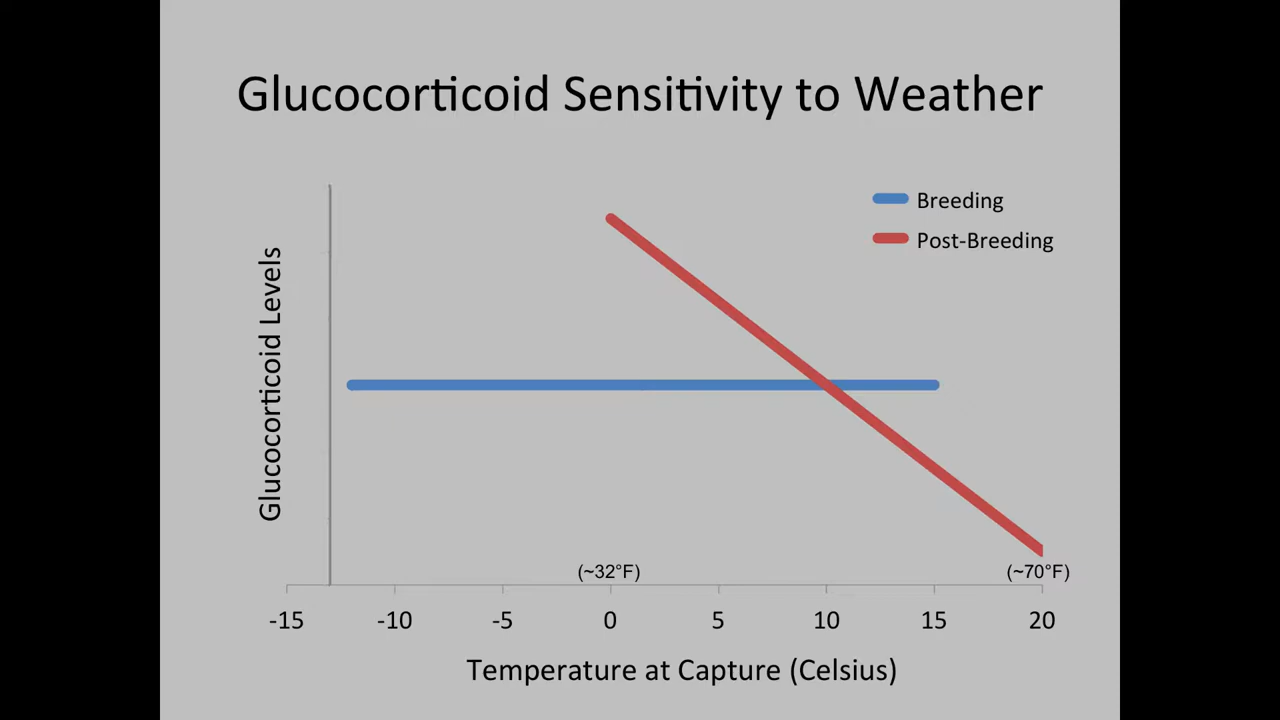 Glucocorticoid Sensitivity to Weather
Breeding
Post-Breeding
Glucocorticoid Levels
(~32°F)
(~70°F)
-15 -10 -5 0 5 10 15 20
Temperature at Capture (Celsius)